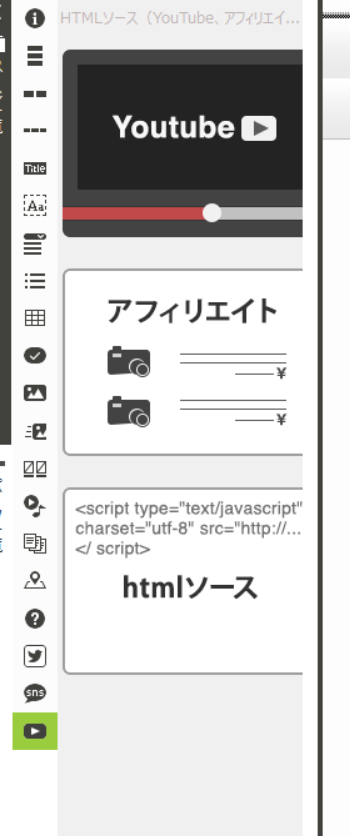 HTMLソース（YouTube、アフィリエイ...
Title
Aa
sns
Youtube
アフィリエイト
¥
¥
<script type="text/javascript"
charset="utf-8" src="http://...
</ script>
htmlソース